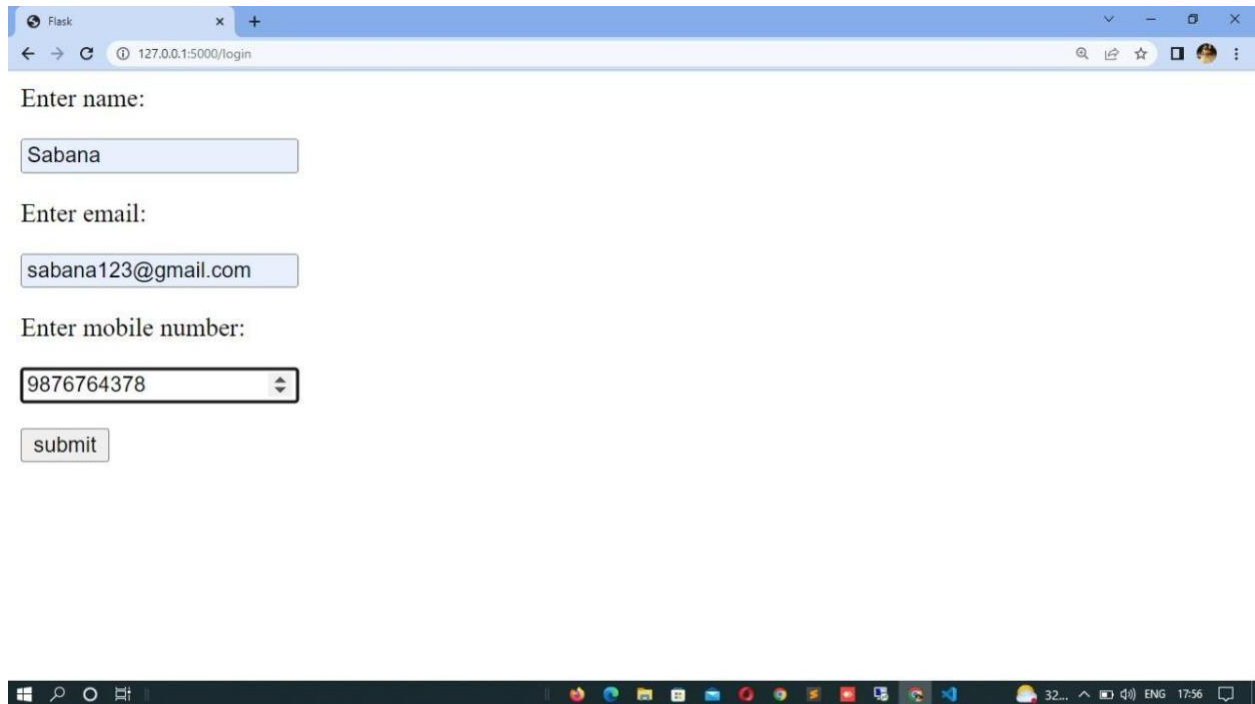 Flask
127.0.0.1:5000/login
Enter name:
Sabana
Enter email:
sabana123@gmail.com
Enter mobile number:
9876764378
submit
32... ENG 17:56